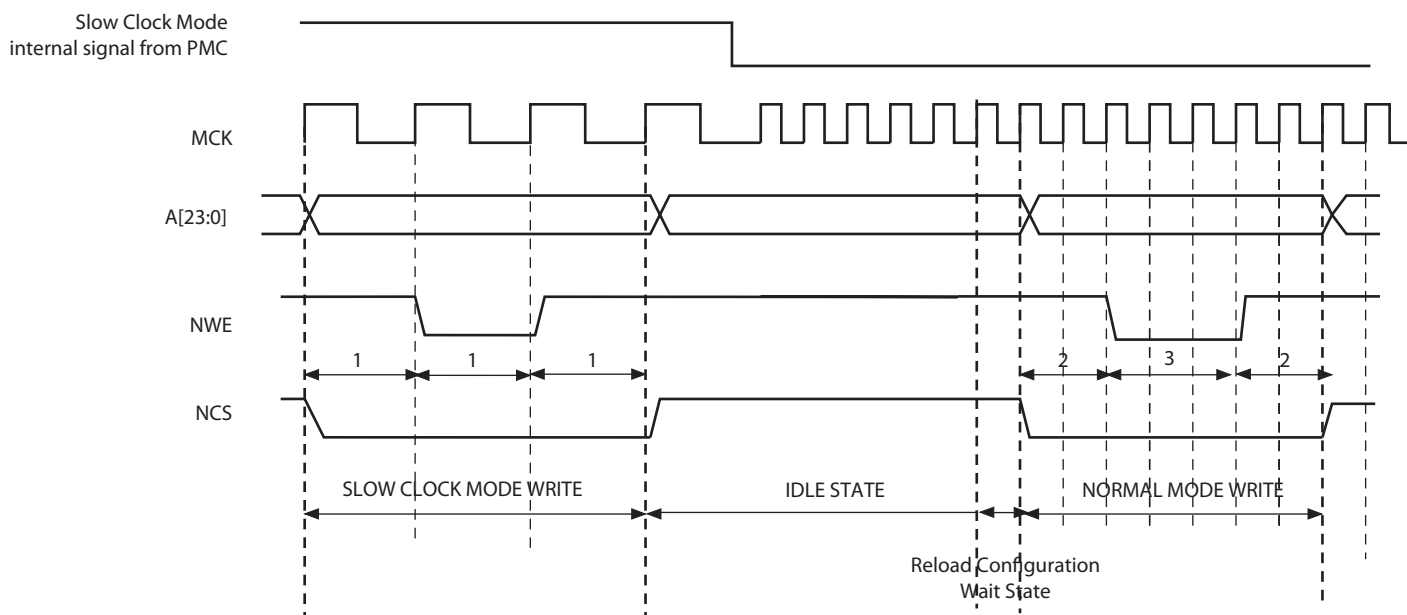 Slow Clock Mode
internal signal from PMC
MCK
A[23:0]
NWE
1 1 1 2 3 2
NCS
SLOW CLOCK MODE WRITE IDLE STATE NORMAL MODE WRITE
Reload Configuration
Wait State